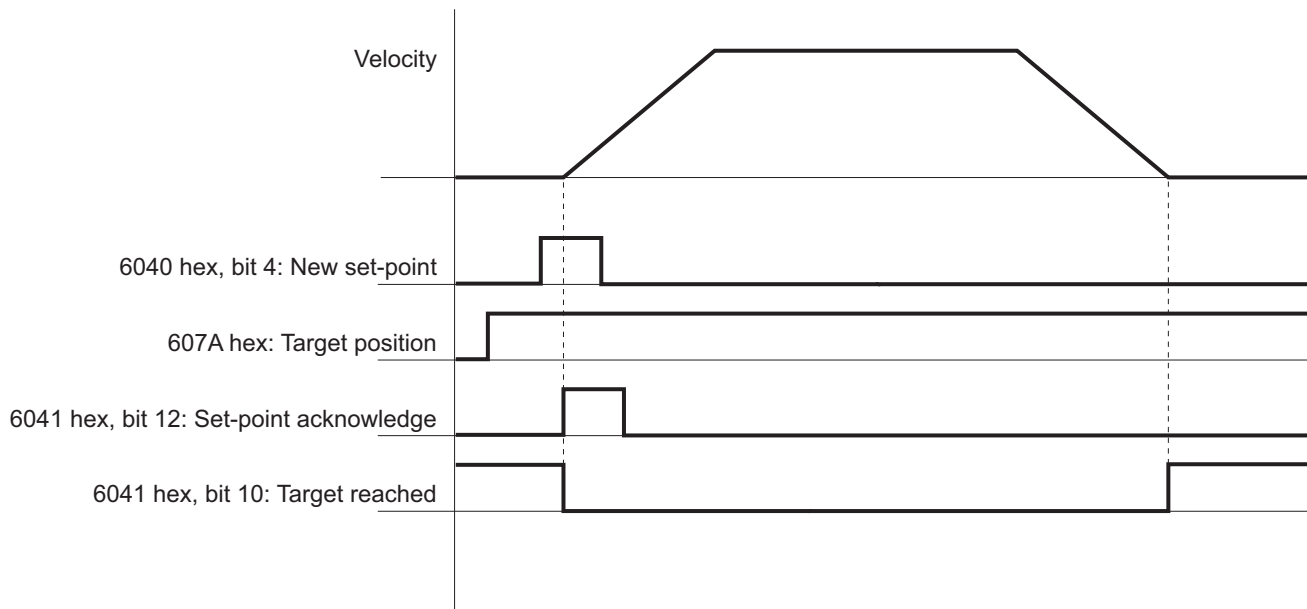 Velocity
6040 hex, bit 4: New set-point
607A hex: Target position
6041 hex, bit 12: Set-point acknowledge
6041 hex, bit 10: Target reached